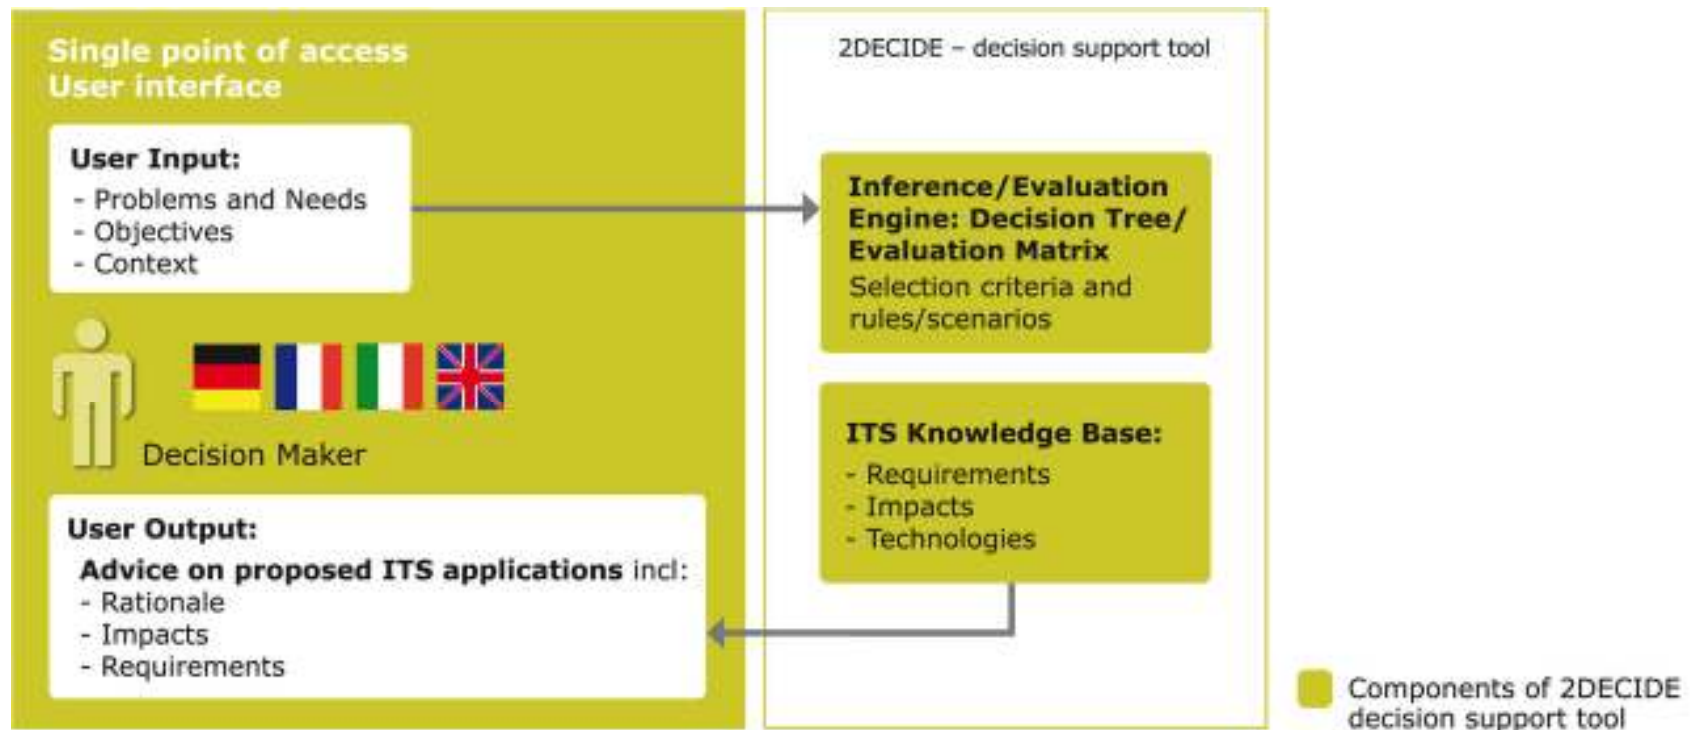 Single point of access
User interface
User Input:
- Problems and Needs
- Objectives
- Context
Decision Maker
User Output:
Advice on proposed ITS applications incl:
- Rationale
- Impacts
- Requirements
2DECIDE – decision support tool
Inference/Evaluation
Engine: Decision Tree/
Evaluation Matrix
Selection criteria and
rules/scenarios
ITS Knowledge Base:
- Requirements
- Impacts
- Technologies
Components of 2DECIDE
decision support tool